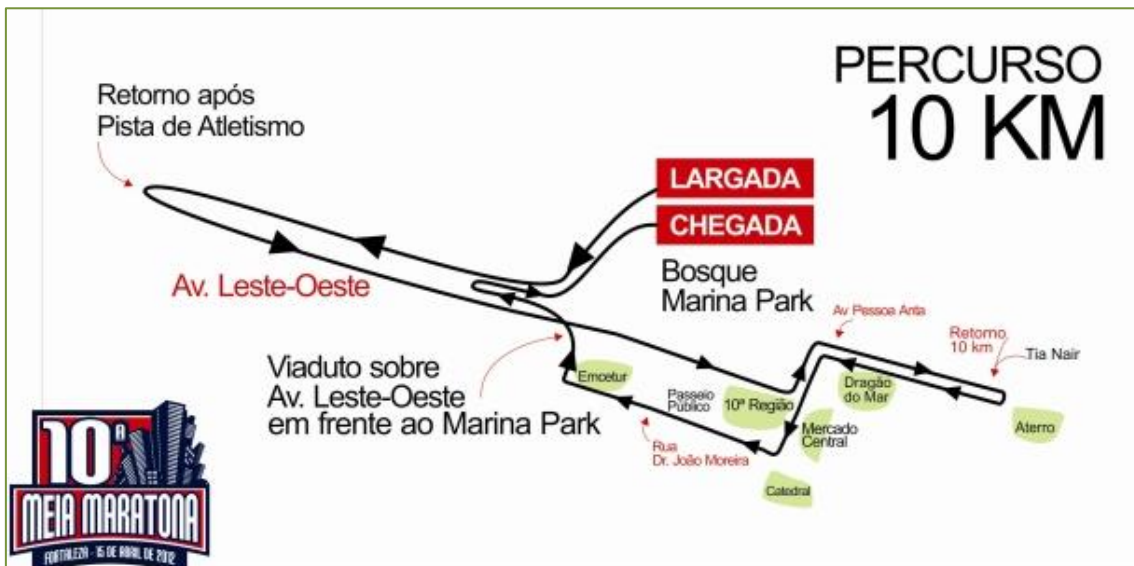 PERCURSO
10 KM
Retorno após
Pista de Atletismo
LARGADA
CHEGADA
Bosque
Marina Park
Av. Leste-Oeste
Av Pessoa Anta
Retorno
10 km
Tia Nair
Viaduto sobre
Av. Leste-Oeste
em frente ao Marina Park
Emcetur
Passeio
Público
10ª Região
Dragão
do Mar
Mercado
Central
Aterro
Rua
Dr. João Moreira
Catedral
10ª
MEIA MARATONA
FORTALEZA - 15 DE ABRIL DE 2012